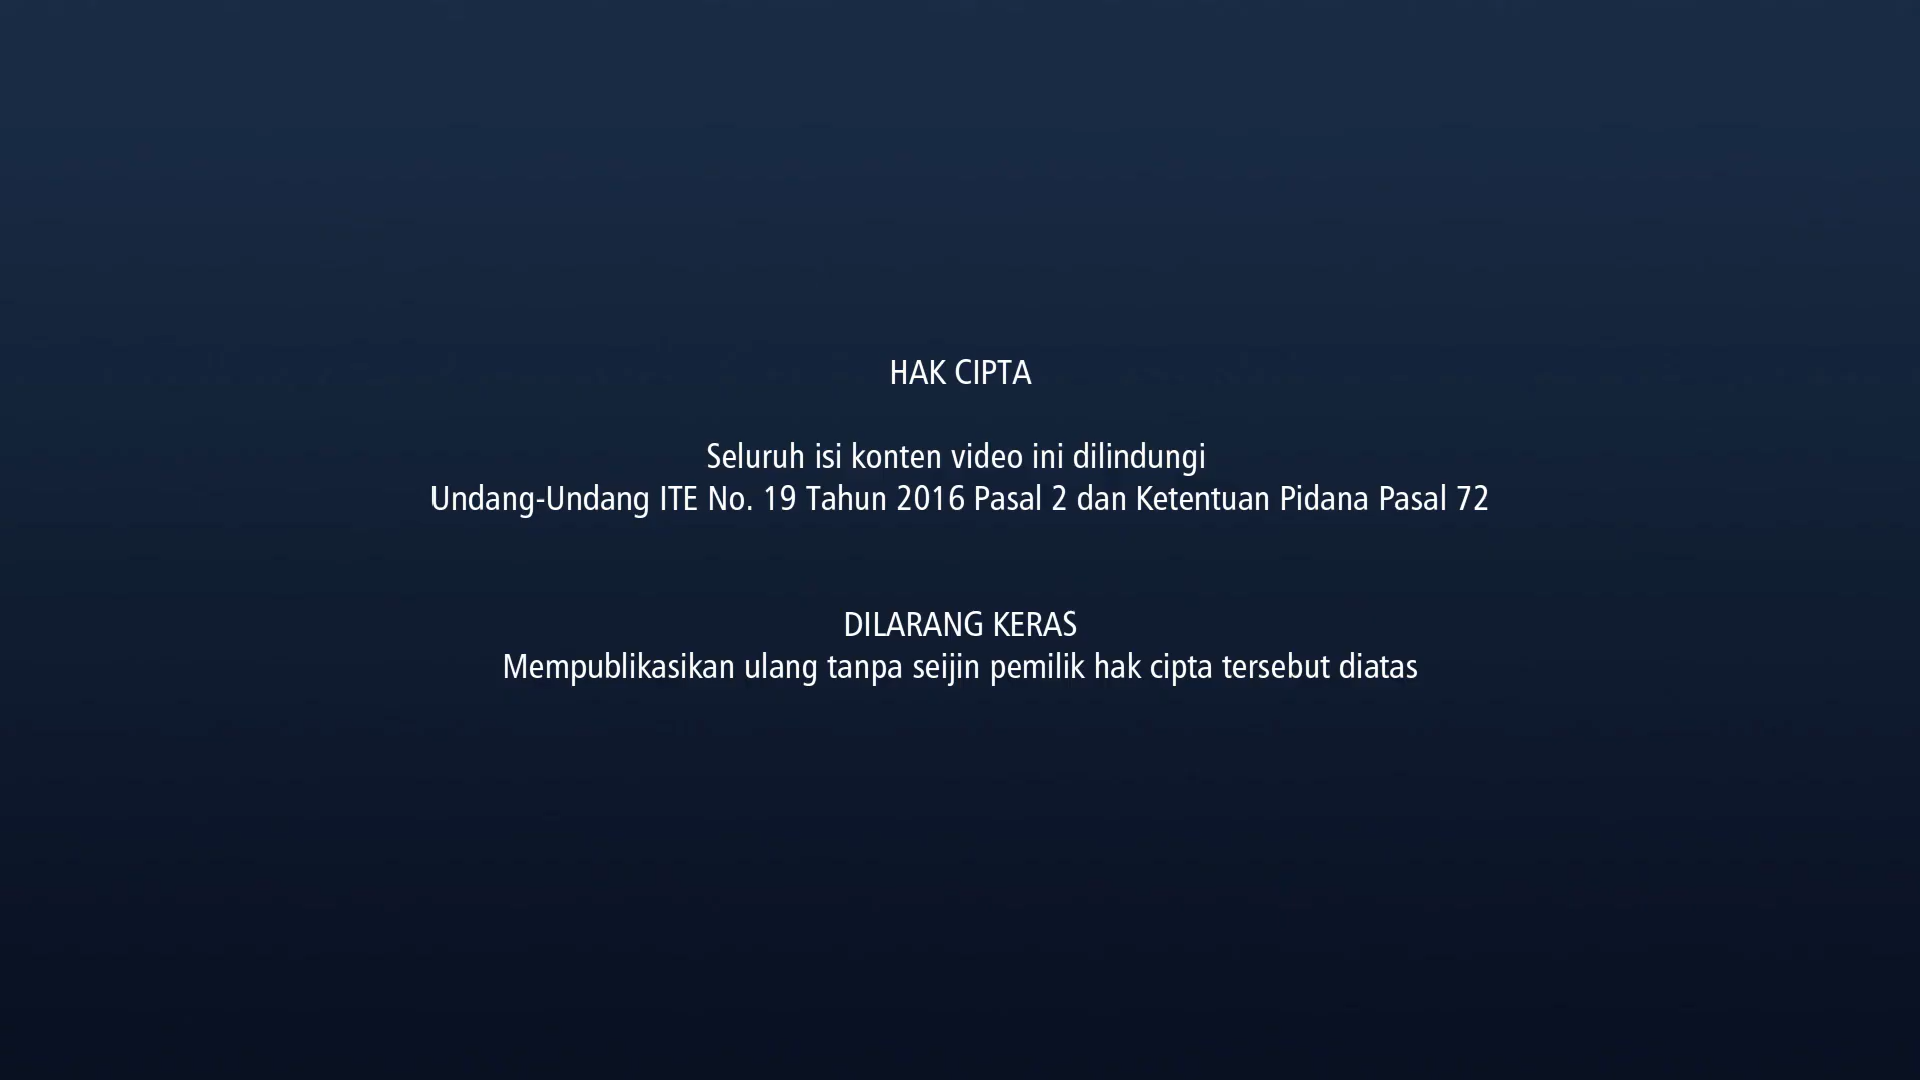 HAK CIPTA
Seluruh isi konten video ini dilindungi
Undang-Undang ITE No. 19 Tahun 2016 Pasal 2 dan Ketentuan Pidana Pasal 72
DILARANG KERAS
Mempublikasikan ulang tanpa seijin pemilik hak cipta tersebut diatas